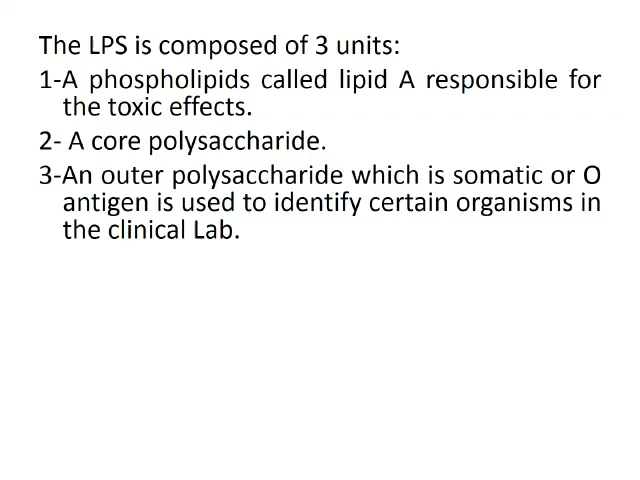 The LPS is composed of 3 units:
1-A phospholipids called lipid A responsible for
the toxic effects.
2- A core polysaccharide.
3-An outer polysaccharide which is somatic or O
antigen is used to identify certain organisms in
the clinical Lab.